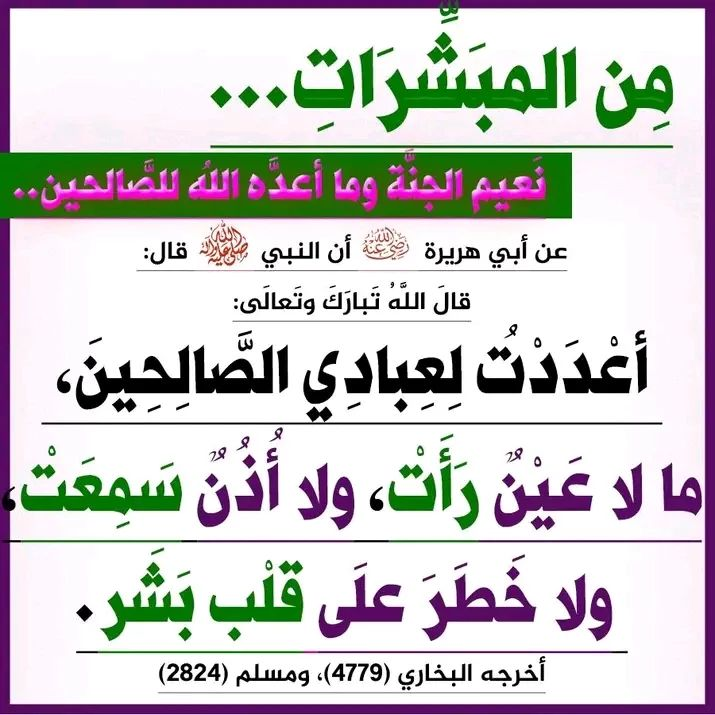 مِن المبَشِّرَاتِ...
نَعيم الجنَّة وما أعدَّه اللهُ للصَّالحين..
عن أبي هريرة رضي الله عنه أن النبي ﷺ قال:
قالَ اللَّهُ تَبارَكَ وتَعالَى:
أعْدَدْتُ لِعِبادِي الصَّالِحِينَ،
ما لا عَيْنٌ رَأَتْ، ولا أُذُنٌ سَمِعَتْ،
ولا خَطَرَ علَى قلْب بَشَر.
أخرجه البخاري (4779)، ومسلم (2824)